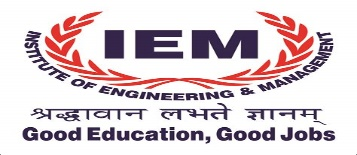 IEM
INSTITUTE OF ENGINEERING & MANAGEMENT
श्रद्धावान लभते ज्ञानम्
Good Education, Good Jobs